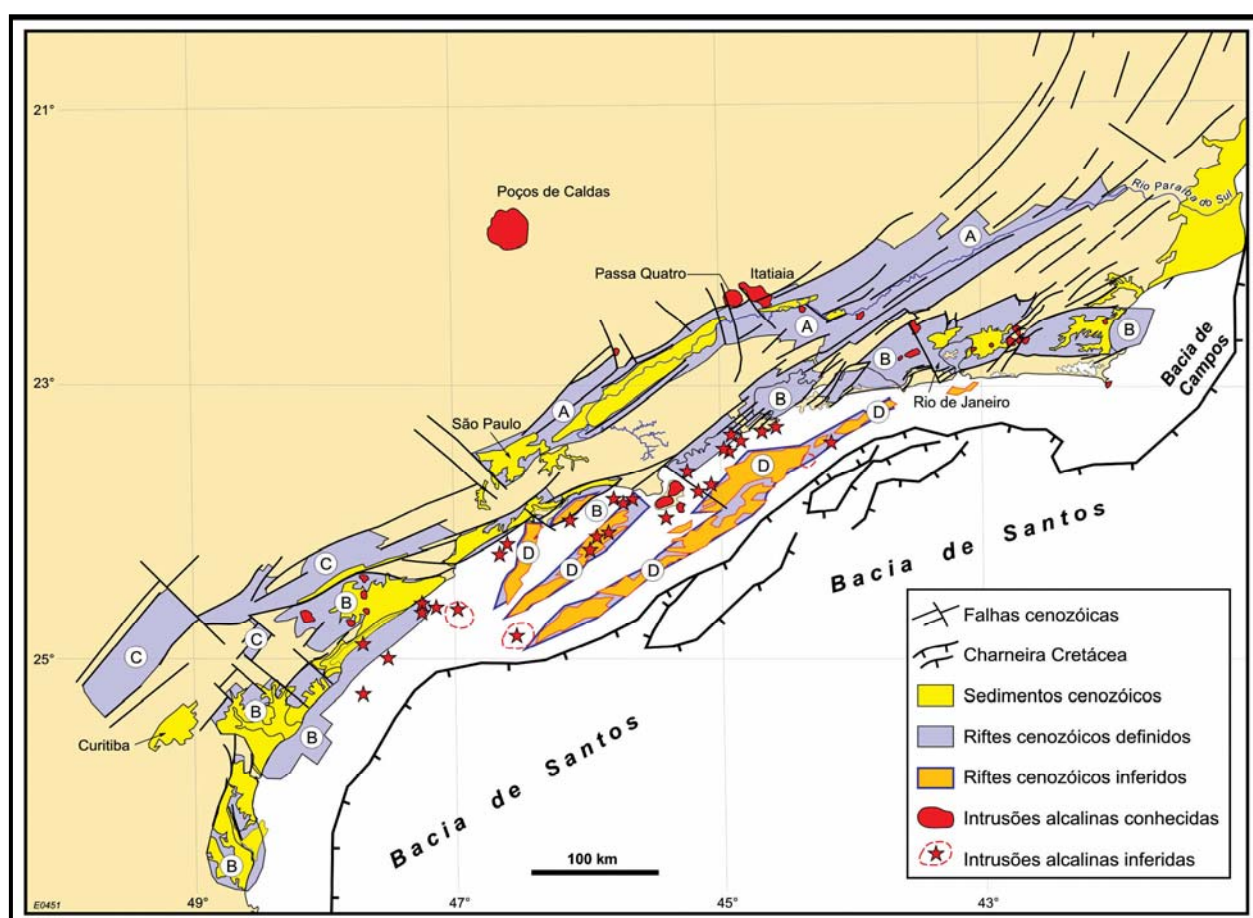 21°
Poços de Caldas
Rio Paraíba do Sul
A
Passa Quatro
Itatiaia
A
B
B
23°
Bacia de
Campos
A
B
Rio de Janeiro
São Paulo
D
D
B
C
D
D
D
Bacia de Santos
B
C
C
25°
B
Curitiba
B
Bacia de Santos
B
100 km
Falhas cenozóicas
Charneira Cretácea
Sedimentos cenozóicos
Riftes cenozóicos definidos
Riftes cenozóicos inferidos
Intrusões alcalinas conhecidas
Intrusões alcalinas inferidas
E0451
49°
47°
45°
43°